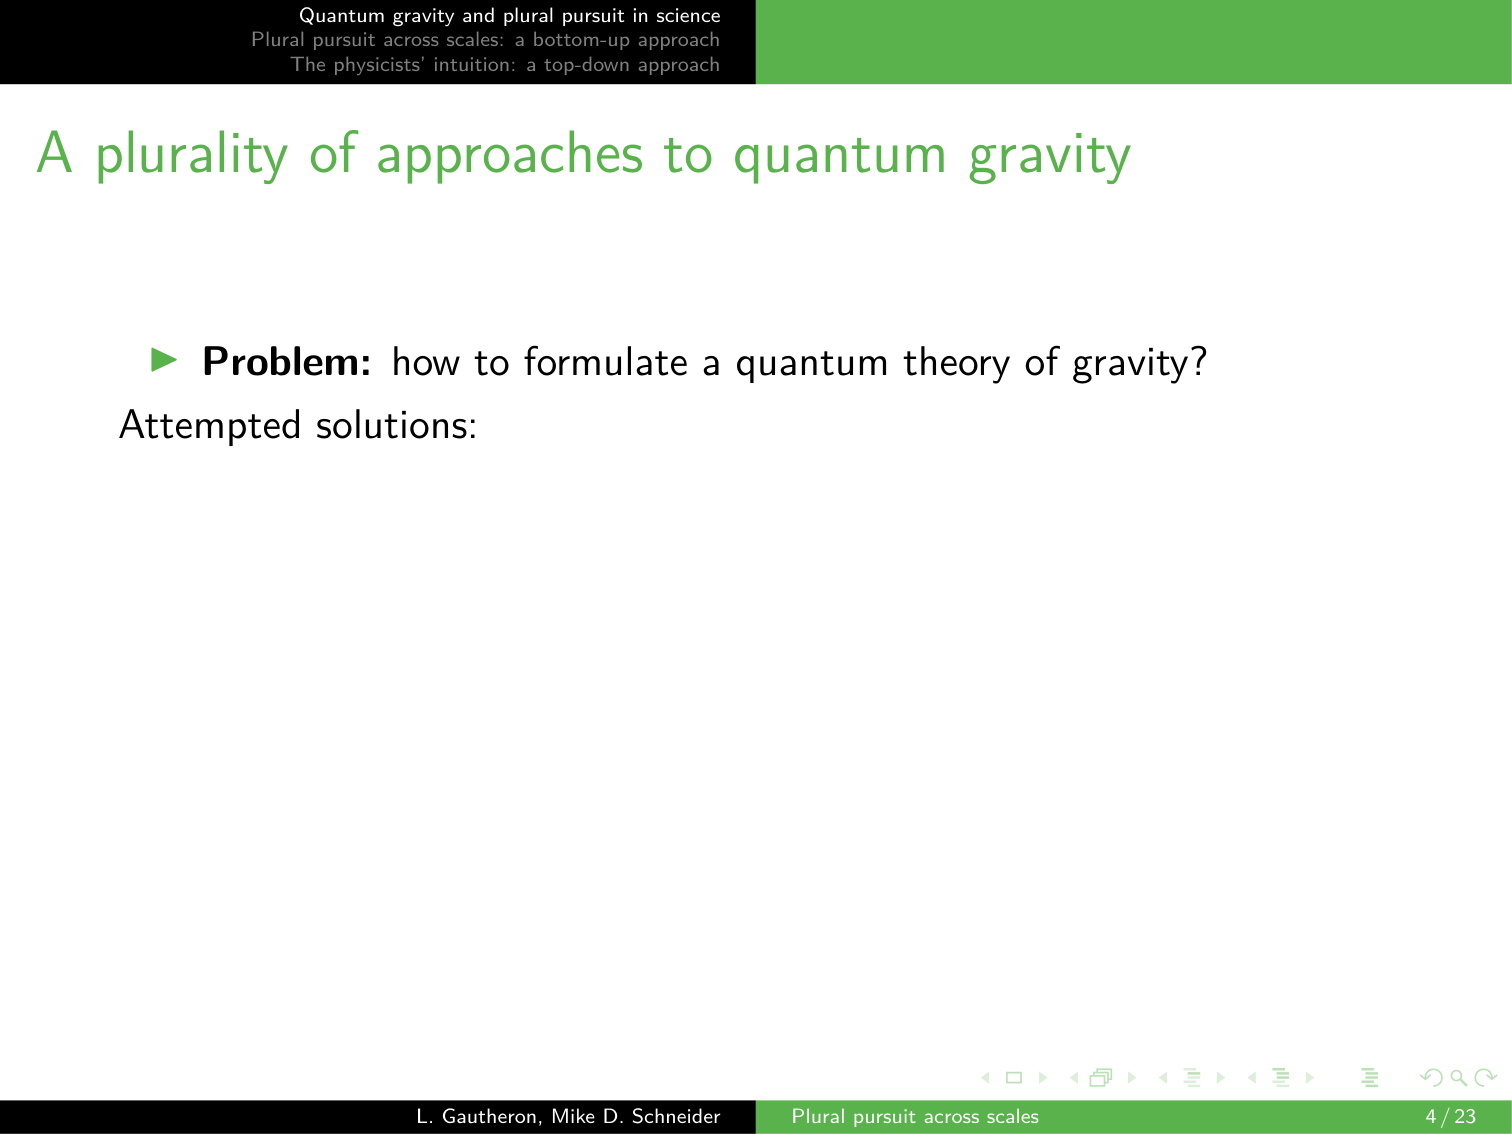 Quantum gravity and plural pursuit in science
Plural pursuit across scales: a bottom-up approach
The physicists' intuition: a top-down approach
A plurality of approaches to quantum gravity
Problem: how to formulate a quantum theory of gravity?
Attempted solutions:
L. Gautheron, Mike D. Schneider
Plural pursuit across scales
4 / 23